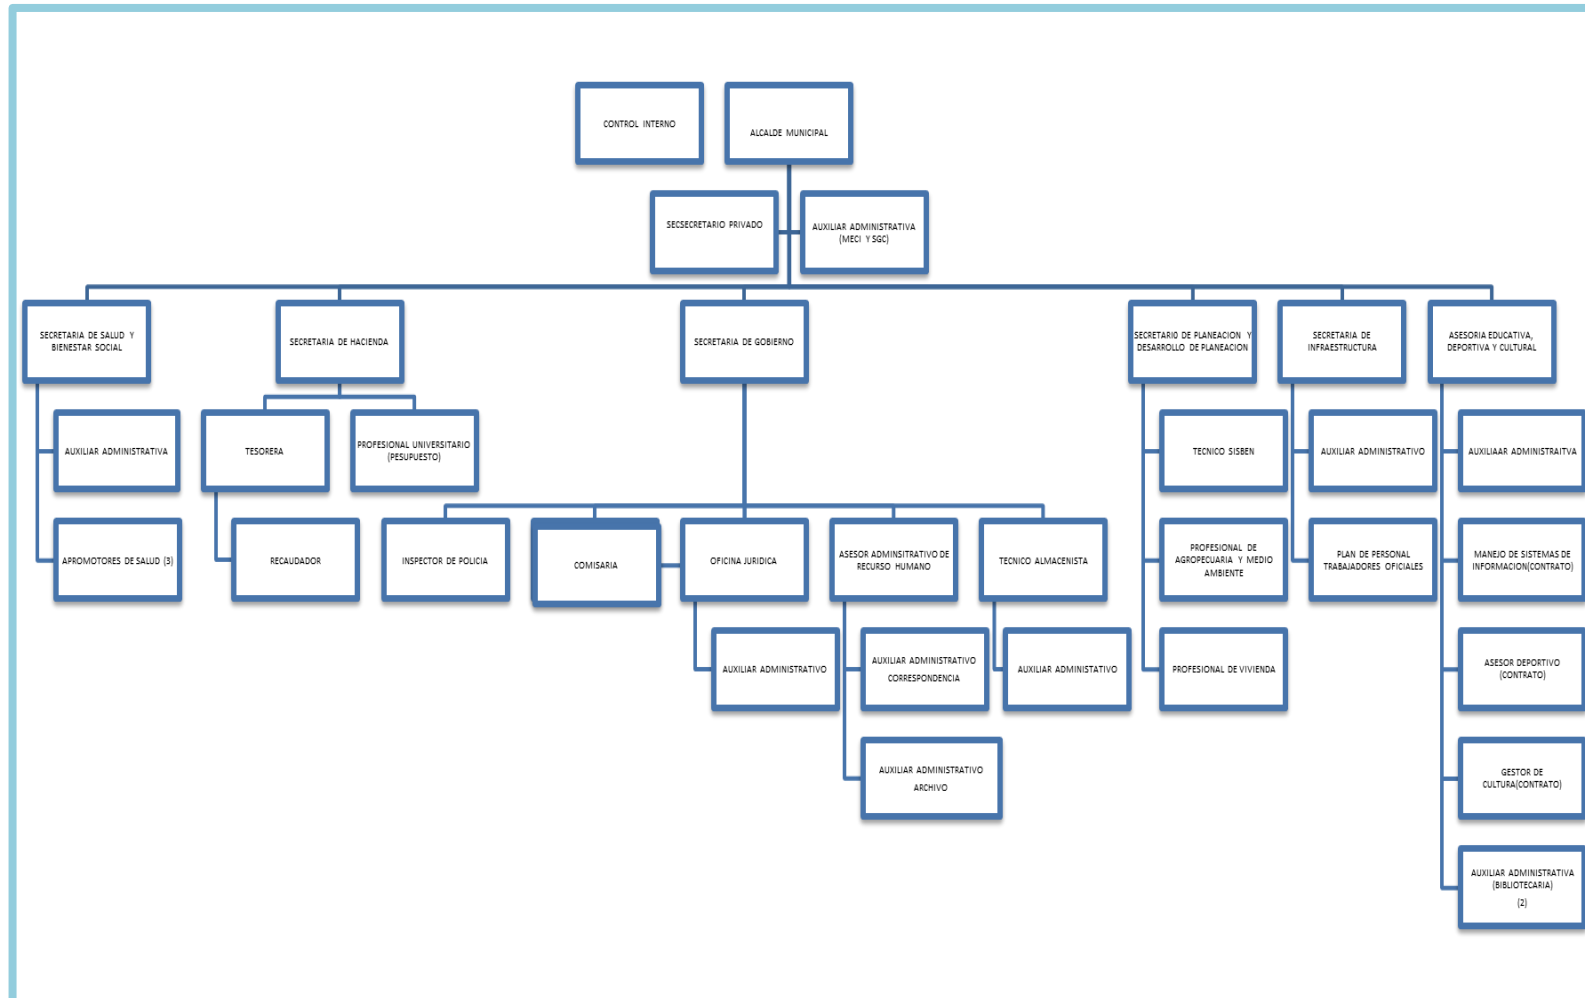 CONTROL INTERNO
ALCALDE MUNICIPAL
SECSECRETARIO PRIVADO
AUXILIAR ADMINISTRATIVA
(MECI Y SGC)
SECRETARIA DE SALUD Y
BIENESTAR SOCIAL
SECRETARIA DE HACIENDA
SECRETARIA DE GOBIERNO
SECRETARI0 DE PLANEACION Y
DESARROLLO DE PLANEACION
SECRETARIA DE
INFRAESTRUCTURA
ASESORIA EDUCATIVA,
DEPORTIVA Y CULTURAL
AUXILIAR ADMINISTRATIVA
TESORERA
PROFESIONAL UNIVERSITARIO
(PESUPUESTO)
TECNICO SISBEN
AUXILIAR ADMINISTRATIVO
AUXILIAAR ADMINISTRAITVA
APROMOTORES DE SALUD (3)
RECAUDADOR
INSPECTOR DE POLICIA
COMISARIA
OFICINA JURIDICA
ASESOR ADMINSITRATIVO DE
RECURSO HUMANO
TECNICO ALMACENISTA
PROFESIONAL DE
AGROPECUARIA Y MEDIO
AMBIENTE
PLAN DE PERSONAL
TRABAJADORES OFICIALES
MANEJO DE SISTEMAS DE
INFORMACION(CONTRATO)
AUXILIAR ADMINISTRATIVO
AUXILIAR ADMINISTRATIVO
CORRESPONDENCIA
AUXILIAR ADMINISTATIVO
PROFESIONAL DE VIVIENDA
ASESOR DEPORTIVO
(CONTRATO)
AUXILIAR ADMINISTRATIVO
ARCHIVO
GESTOR DE
CULTURA(CONTRATO)
AUXILIAR ADMINISTRATIVA
(BIBLIOTECARIA)
(2)